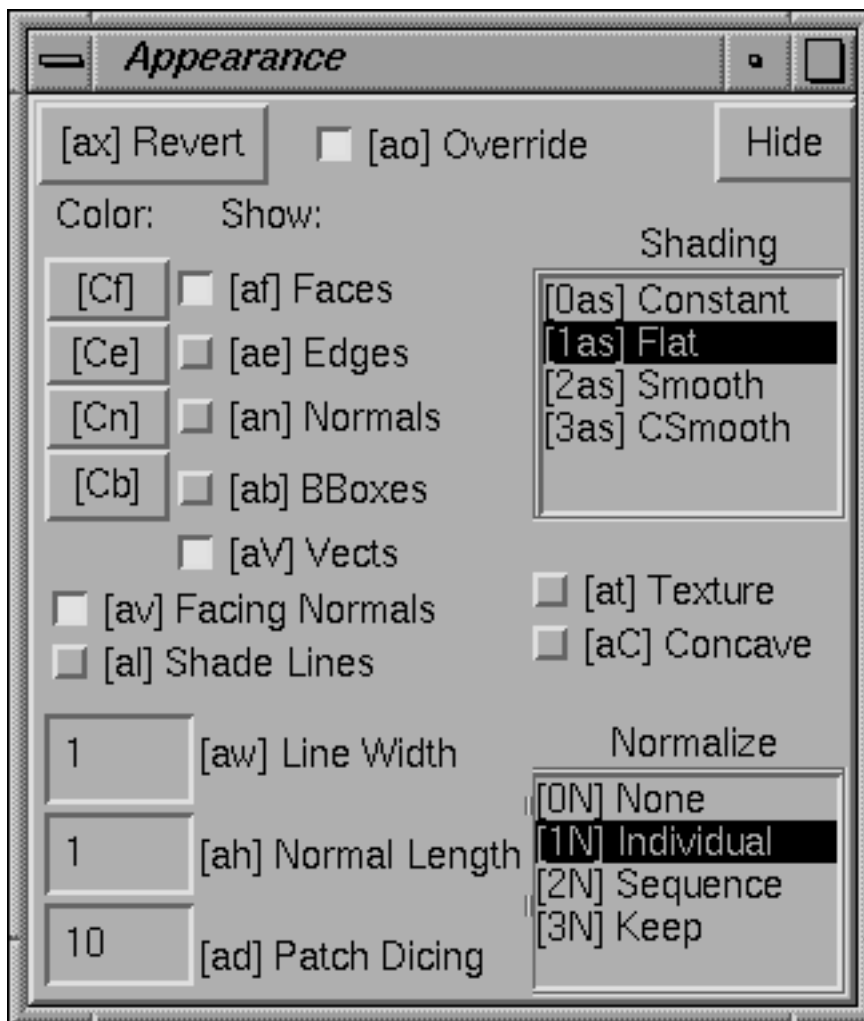 Appearance
[ax] Revert
[ao] Override
Hide
Color:
Show:
[Cf]
[af] Faces
[Ce]
[ae] Edges
[Cn]
[an] Normals
[Cb]
[ab] BBoxes
[aV] Vects
[av] Facing Normals
[al] Shade Lines
Shading
[0as] Constant
[1as] Flat
[2as] Smooth
[3as] CSmooth
[at] Texture
[aC] Concave
1
[aw] Line Width
1
[ah] Normal Length
10
[ad] Patch Dicing
Normalize
[0N] None
[1N] Individual
[2N] Sequence
[3N] Keep